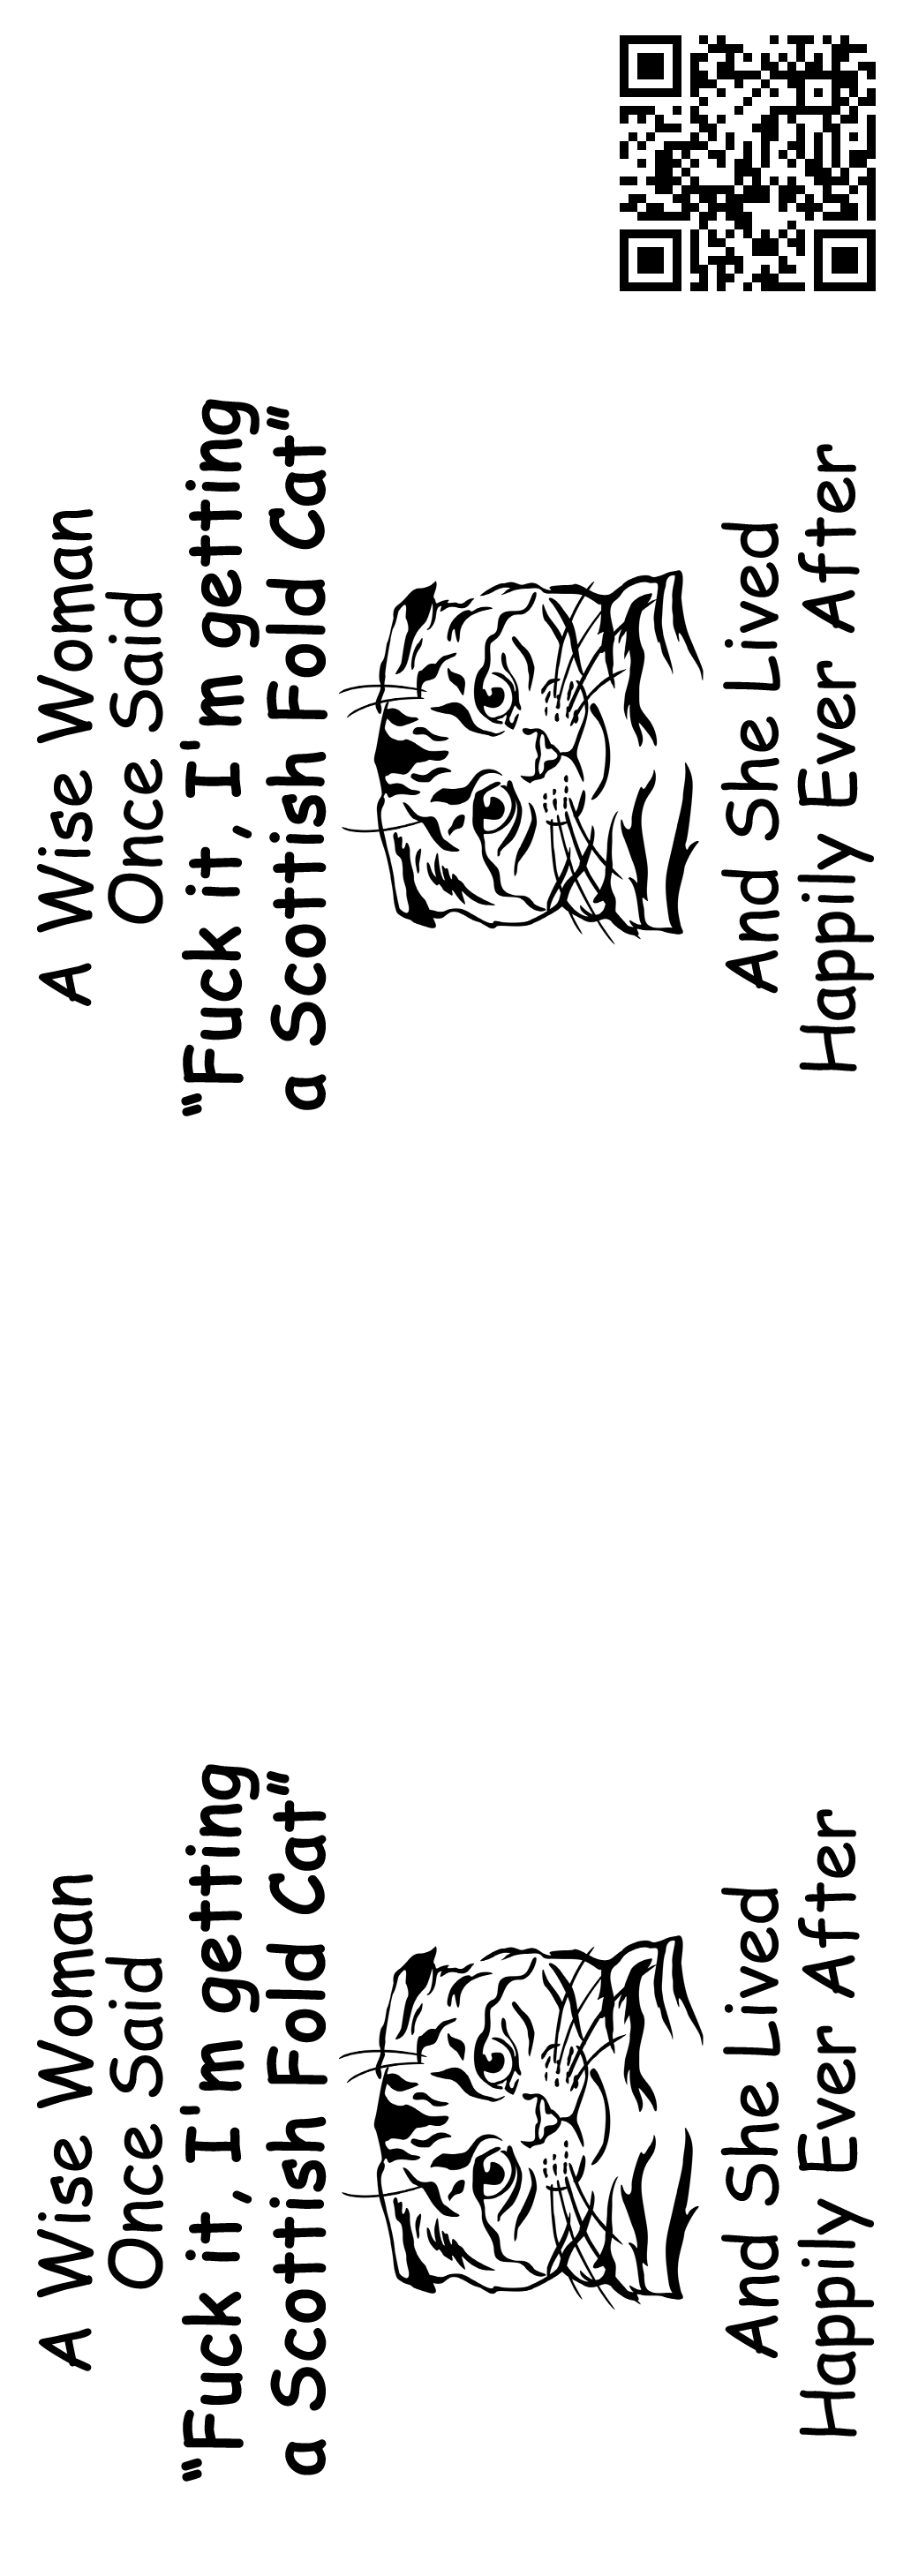 A Wise Woman
Once Said
"Fuck it, I'm getting
a Scottish Fold Cat"
And She Lived
Happily Ever After
A Wise Woman
Once Said
"Fuck it, I'm getting
a Scottish Fold Cat"
And She Lived
Happily Ever After